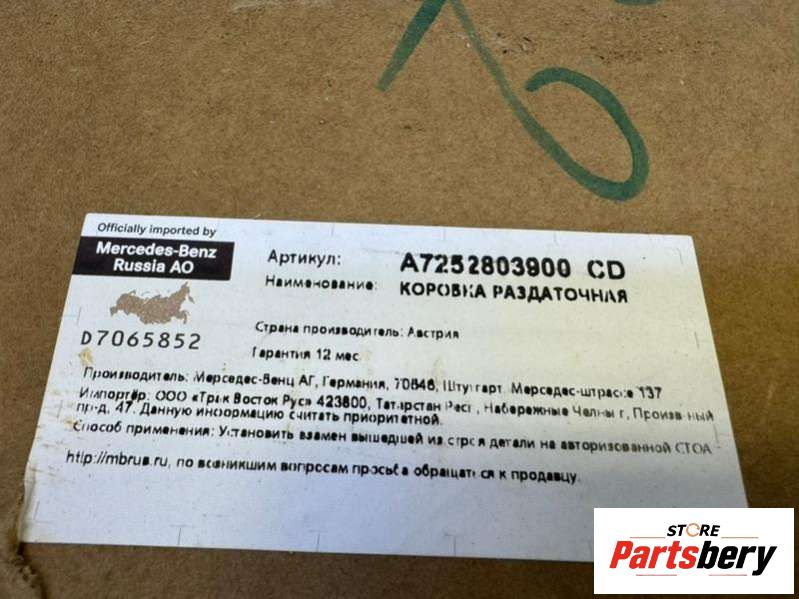 Officially imported by
Mercedes-Benz
Russia AO
D7065852
Артикул: A7252803900 CD
Наименование: КОРОБКА РАЗДАТОЧНАЯ
Страна производитель: Австрия
Гарантия 12 мес.
Производитель: Мерседес-Бенц АГ, Германия, 70546, Штутгарт, Мерседес-штрассе 137
Импортёр: ООО «Трак Восток Рус» 423800, Татарстан Респ, Набережные Челны г, Производственный
пр-д, 47. Данную информацию считать приоритетной.
Способ применения: Установить взамен вышедшей из строя детали на авторизованной СТОА
http://mbrus.ru, по возникшим вопросам просьба обращаться к продавцу.
STORE
Partsbery